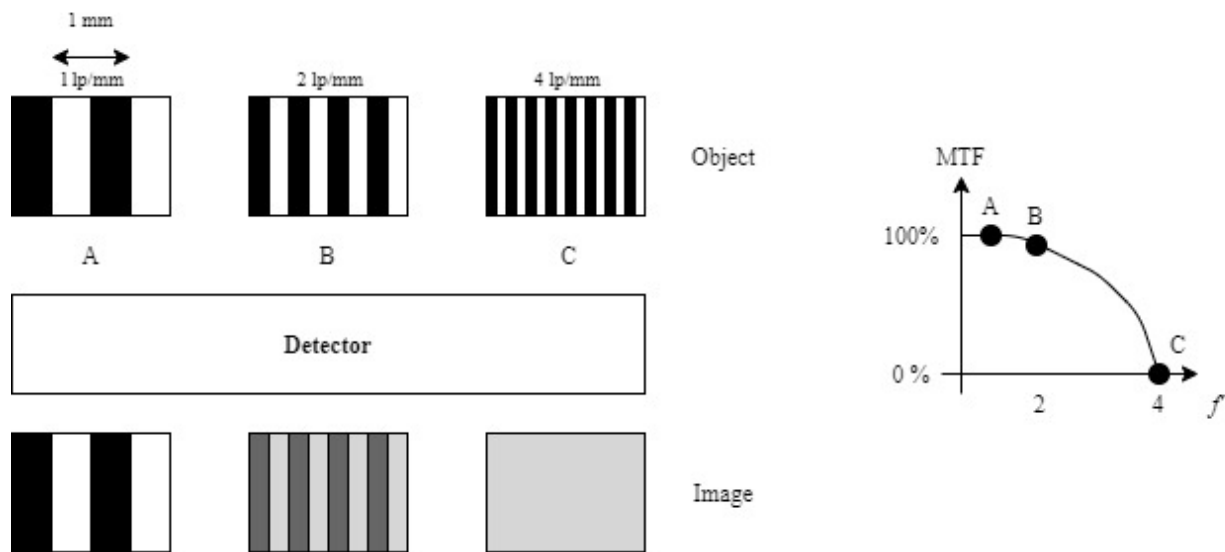 1 mm
1 lp/mm
2 lp/mm
4 lp/mm
Object
A
B
C
Detector
Image
MTF
A
B
100%
C
0 %
2
4
f